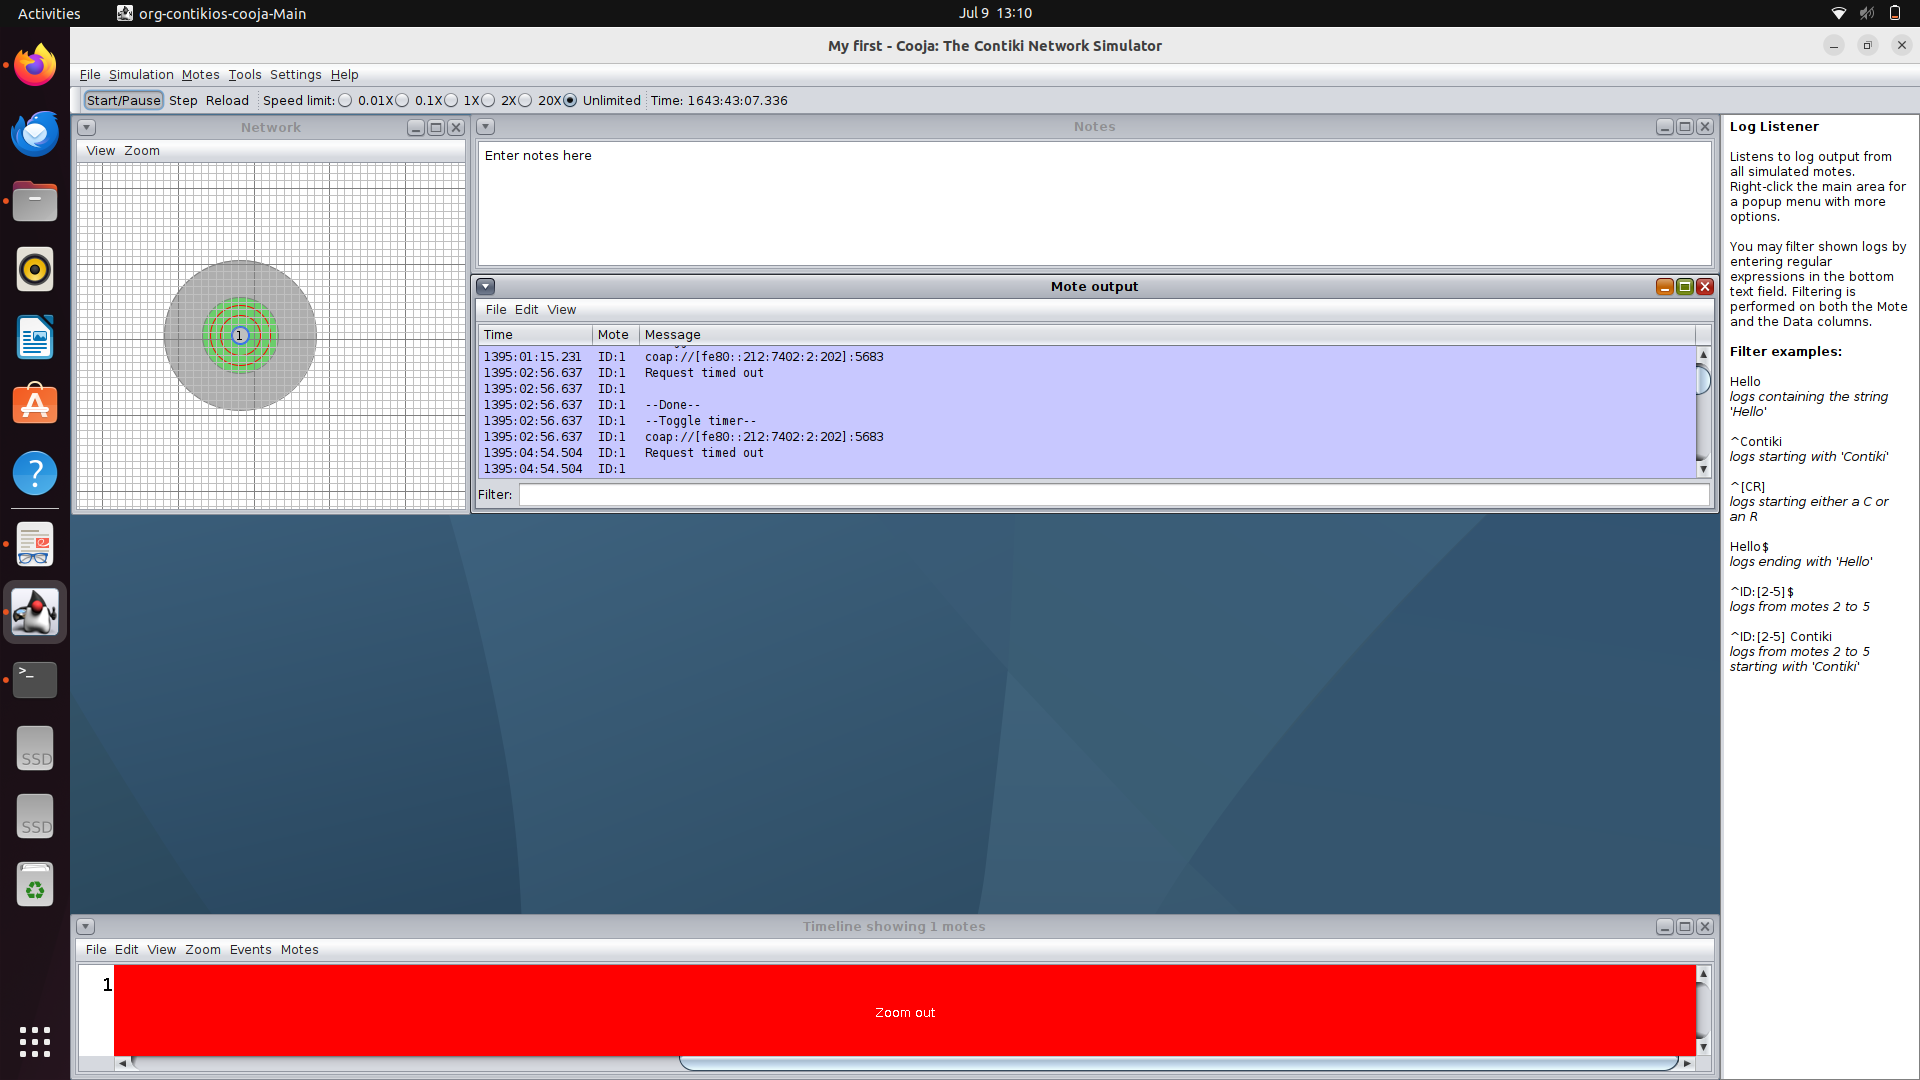 Activities
org-contikios-cooja-Main
Jul 9 13:10
My first - Cooja: The Contiki Network Simulator
File Simulation Motes Tools Settings Help
Start/Pause Step Reload Speed limit: 0.01X 0.1X 1X 2X 20X Unlimited Time: 1643:43:07.336
Network
View Zoom
1
Notes
Enter notes here
Mote output
File Edit View
Time Mote Message
1395:01:15.231 ID:1 coap://[fe80::212:7402:2:202]:5683
1395:02:56.637 ID:1 Request timed out
1395:02:56.637 ID:1
1395:02:56.637 ID:1 --Done--
1395:02:56.637 ID:1 --Toggle timer--
1395:02:56.637 ID:1 coap://[fe80::212:7402:2:202]:5683
1395:04:54.504 ID:1 Request timed out
1395:04:54.504 ID:1
Filter:
Log Listener
Listens to log output from
all simulated motes.
Right-click the main area for
a popup menu with more
options.
You may filter shown logs by
entering regular
expressions in the bottom
text field. Filtering is
performed on both the Mote
and the Data columns.
Filter examples:
Hello
logs containing the string
'Hello'
^Contiki
logs starting with 'Contiki'
^[CR]
logs starting either a C or
an R
Hello$
logs ending with 'Hello'
^ID:[2-5]$
logs from motes 2 to 5
^ID:[2-5] Contiki
logs from motes 2 to 5
starting with 'Contiki'
SSD
SSD
Timeline showing 1 motes
File Edit View Zoom Events Motes
1
Zoom out